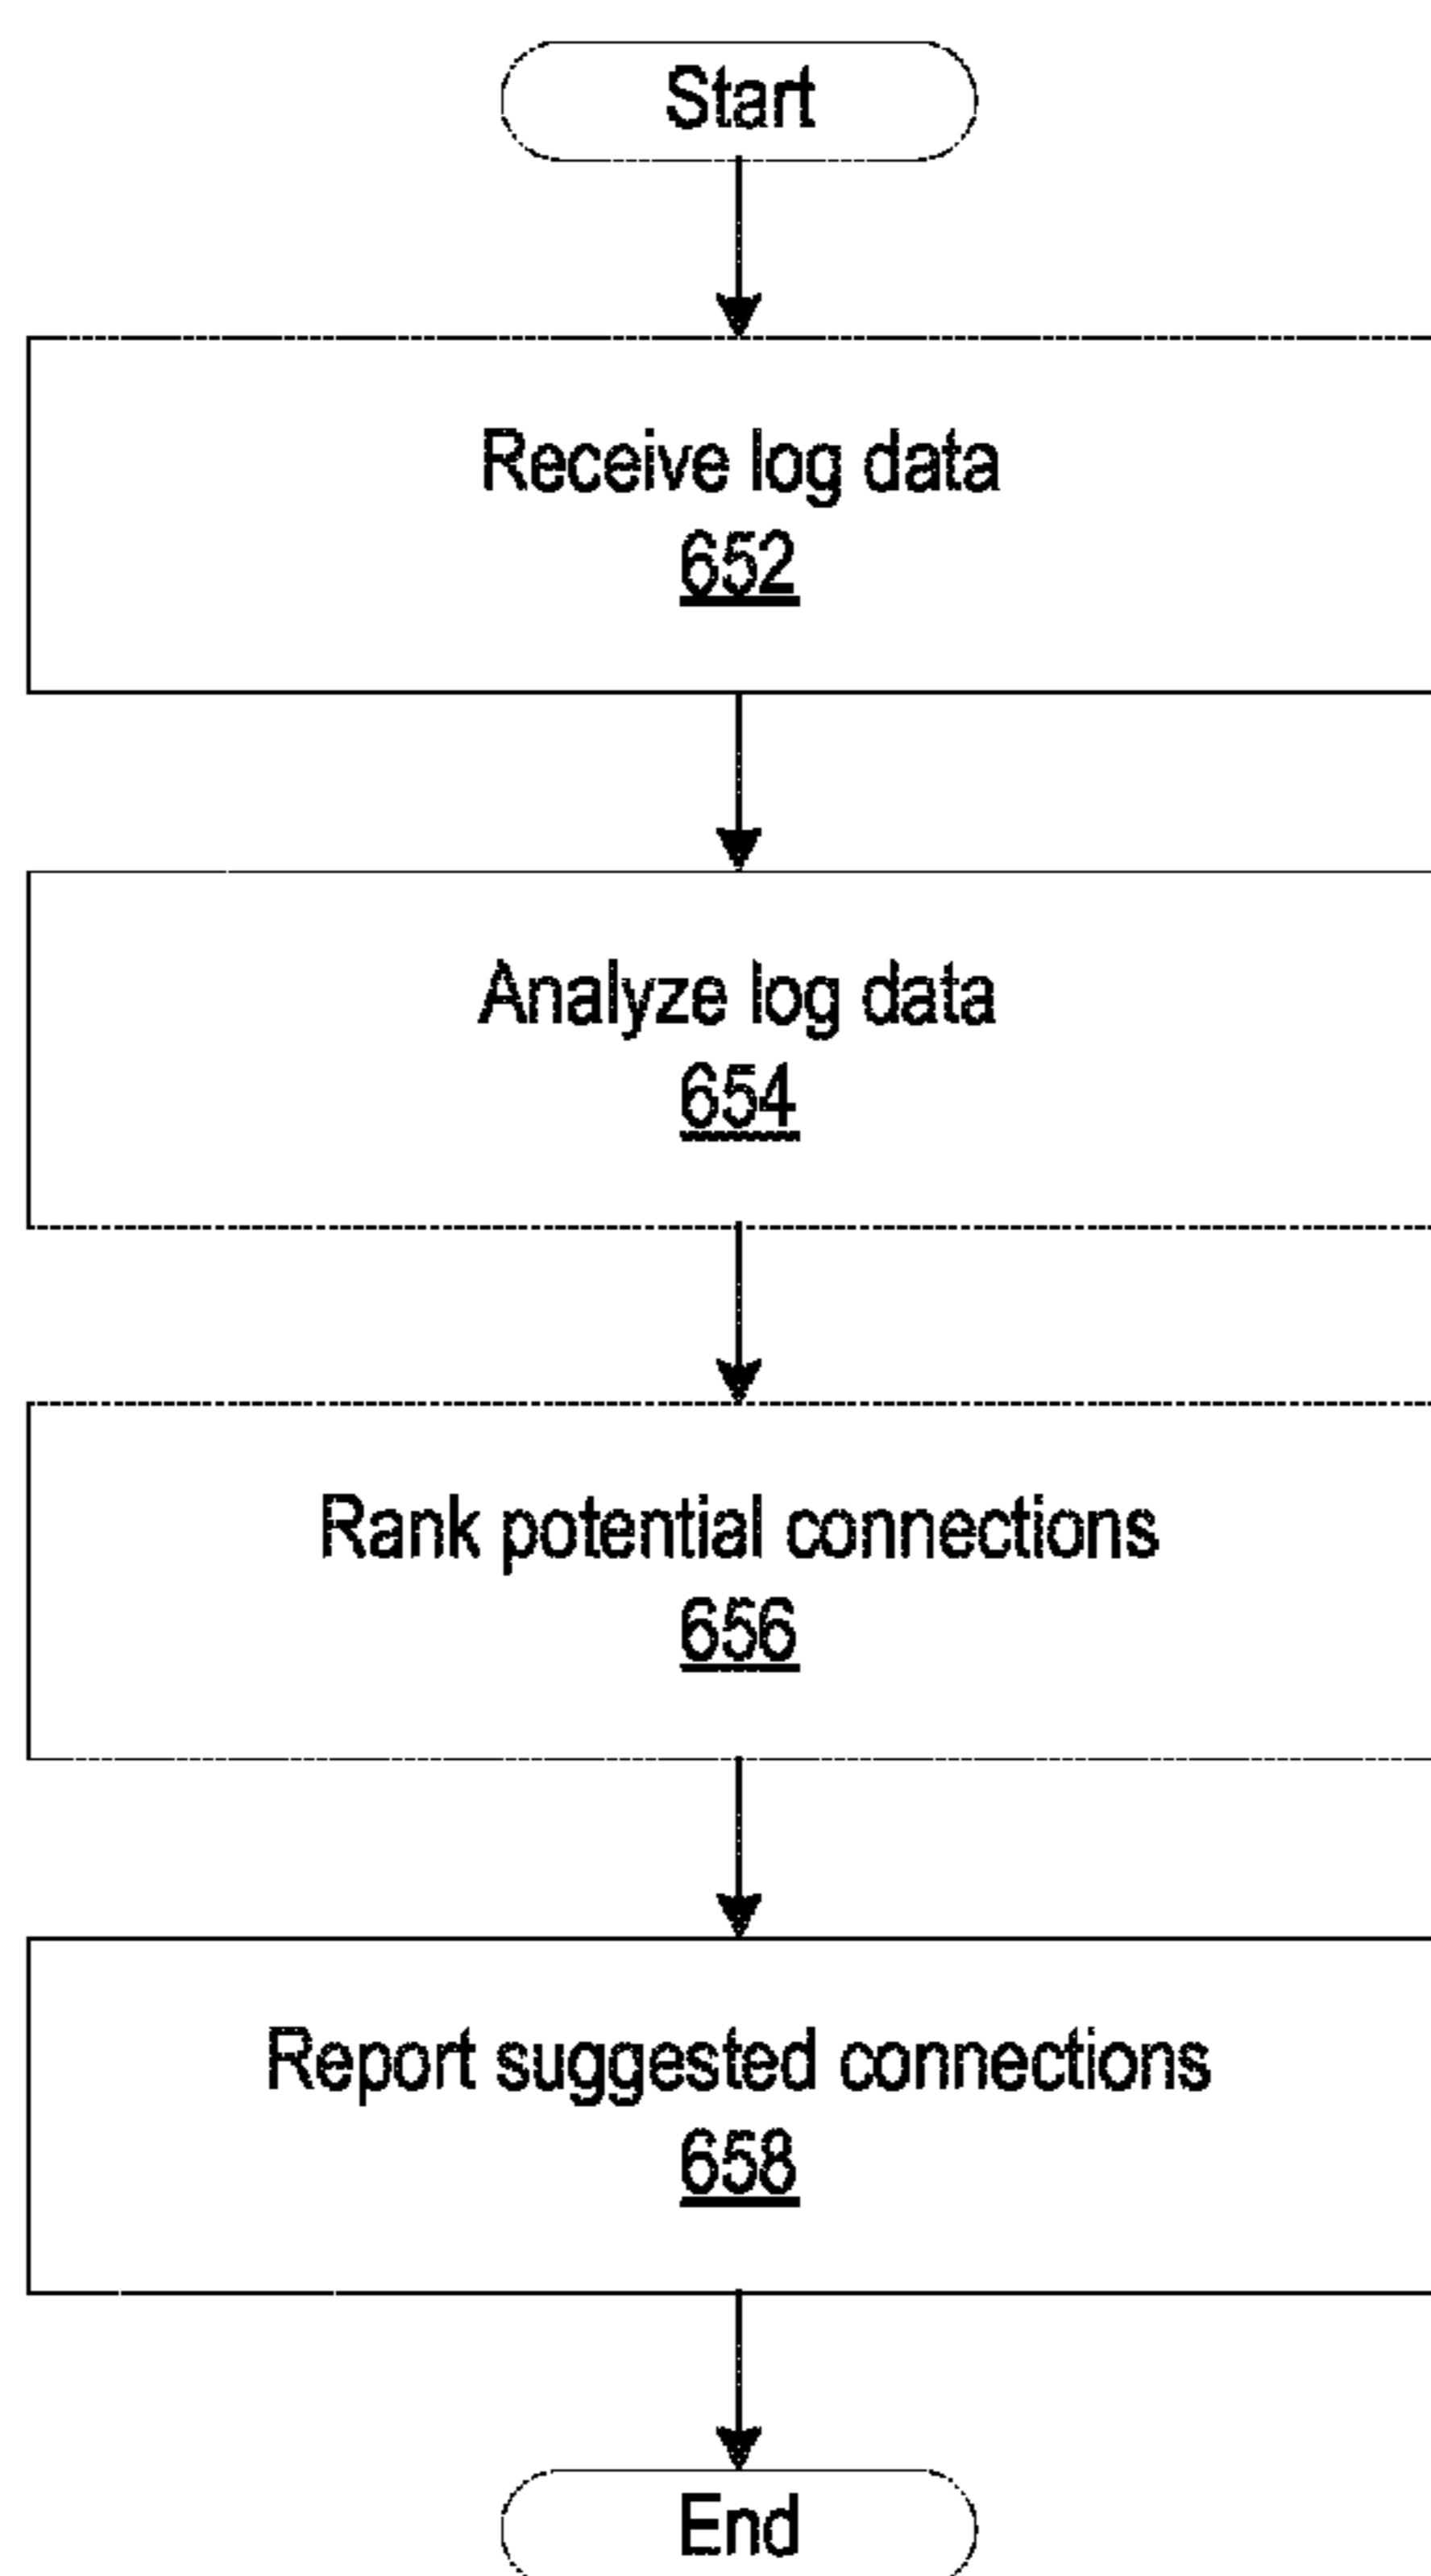 Start
Receive log data
652
Analyze log data
654
Rank potential connections
656
Report suggested connections
658
End